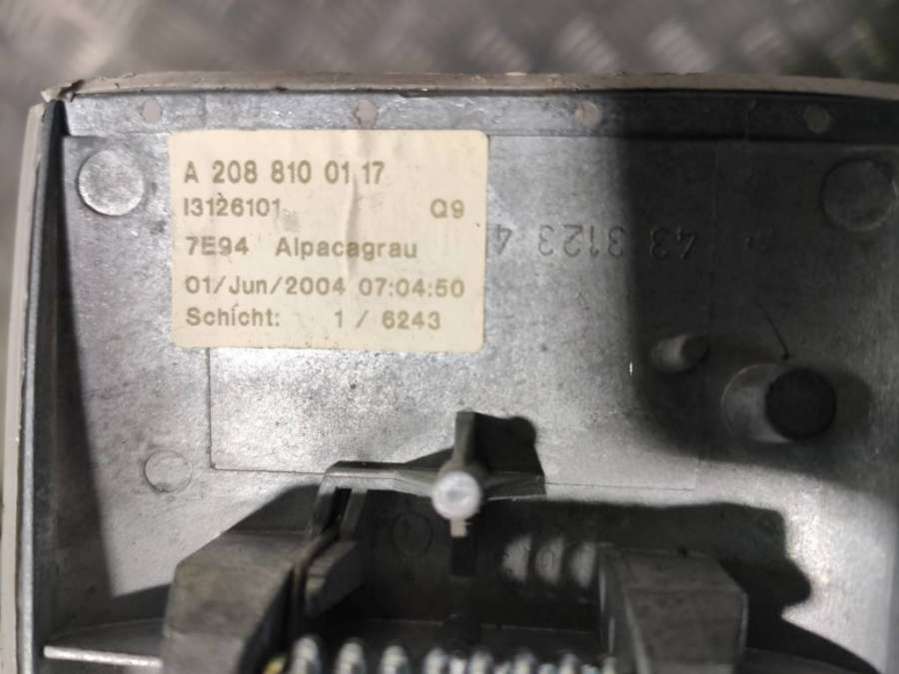 A 208 810 01 17
I3126101 Q9
7E94 Alpacagrau
01/Jun/2004 07:04:50
Schicht: 1 / 6243
43 3123 4